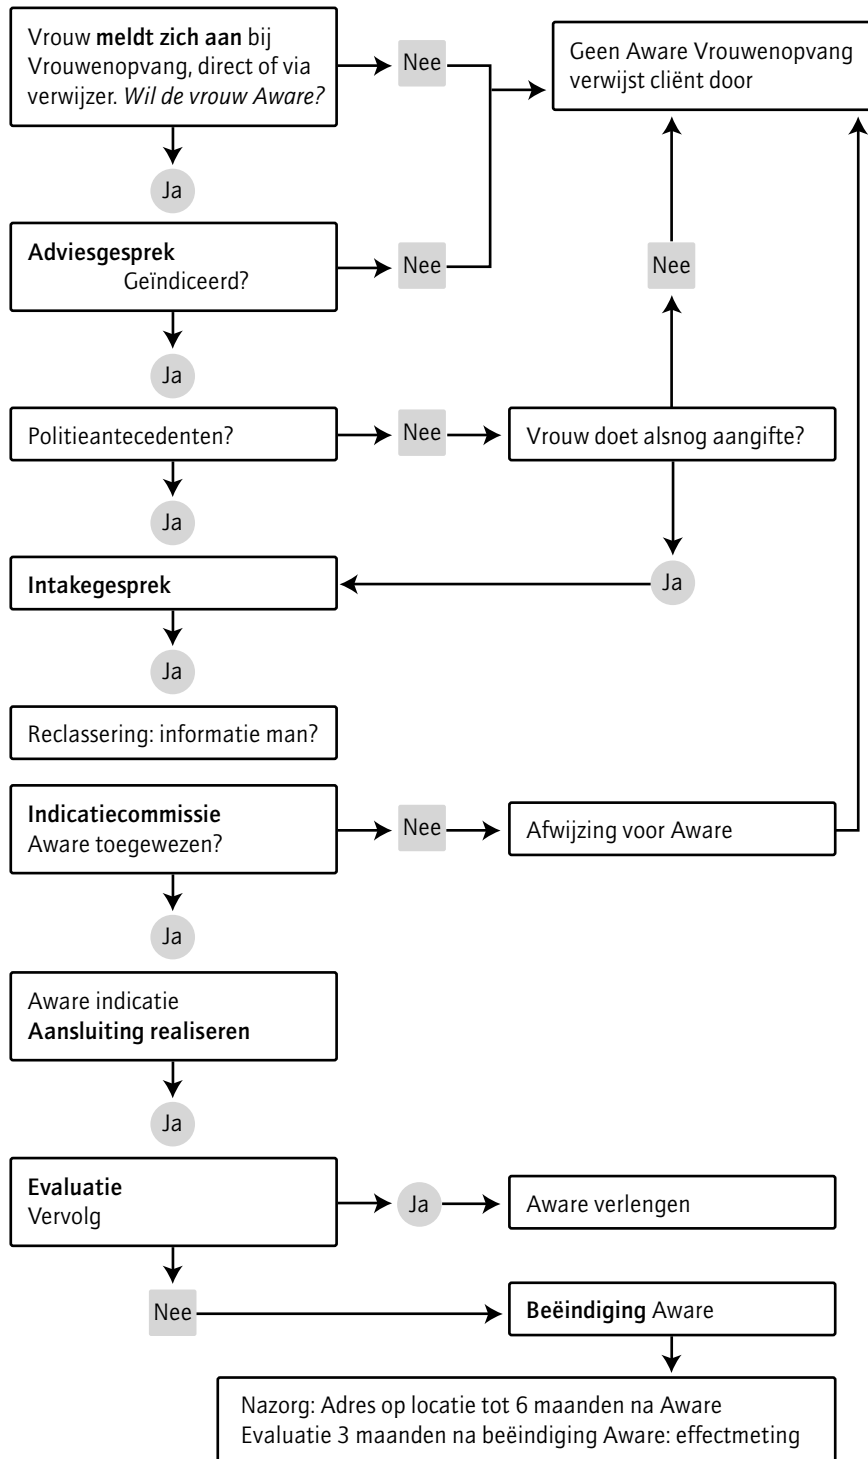 Vrouw meldt zich aan bij
Vrouwenopvang, direct of via
verwijzer. Wil de vrouw Aware?
Nee
Geen Aware Vrouwenopvang
verwijst cliënt door
Ja
Adviesgesprek
Geïndiceerd?
Nee
Nee
Ja
Politieantecedenten?
Nee
Vrouw doet alsnog aangifte?
Ja
Intakegesprek
Ja
Ja
Reclassering: informatie man?
Indicatiecommissie
Aware toegewezen?
Nee
Afwijzing voor Aware
Ja
Aware indicatie
Aansluiting realiseren
Ja
Evaluatie
Vervolg
Ja
Aware verlengen
Nee
Beëindiging Aware
Nazorg: Adres op locatie tot 6 maanden na Aware
Evaluatie 3 maanden na beëindiging Aware: effectmeting